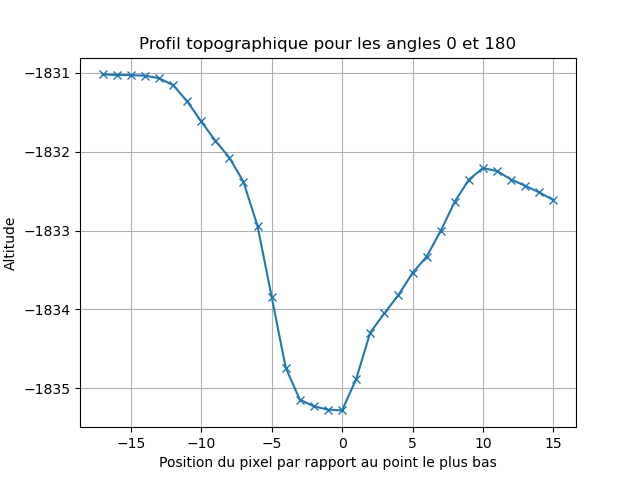 Profil topographique pour les angles 0 et 180
Altitude
−1831
−1832
−1833
−1834
−1835
−15 −10 −5 0 5 10 15
Position du pixel par rapport au point le plus bas